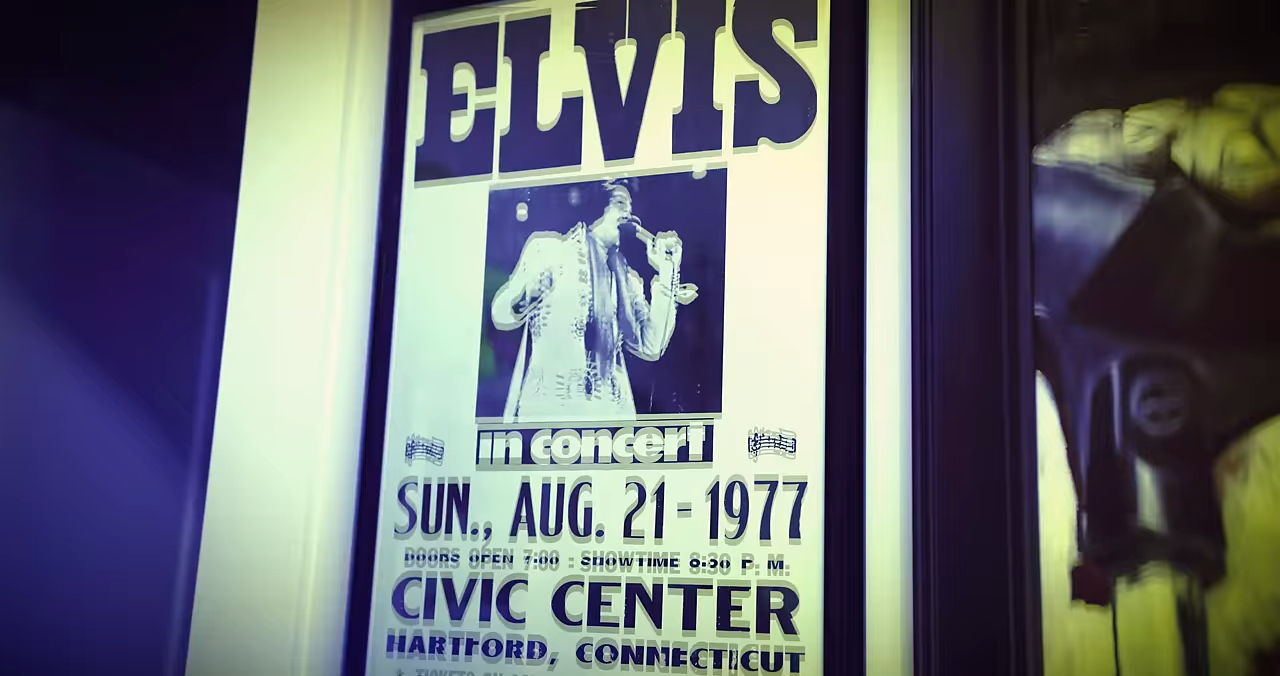 ELVIS
in concert
SUN., AUG. 21 - 1977
DOORS OPEN 7:00 : SHOWTIME 8:30 P. M.
CIVIC CENTER
HARTFORD, CONNECTICUT